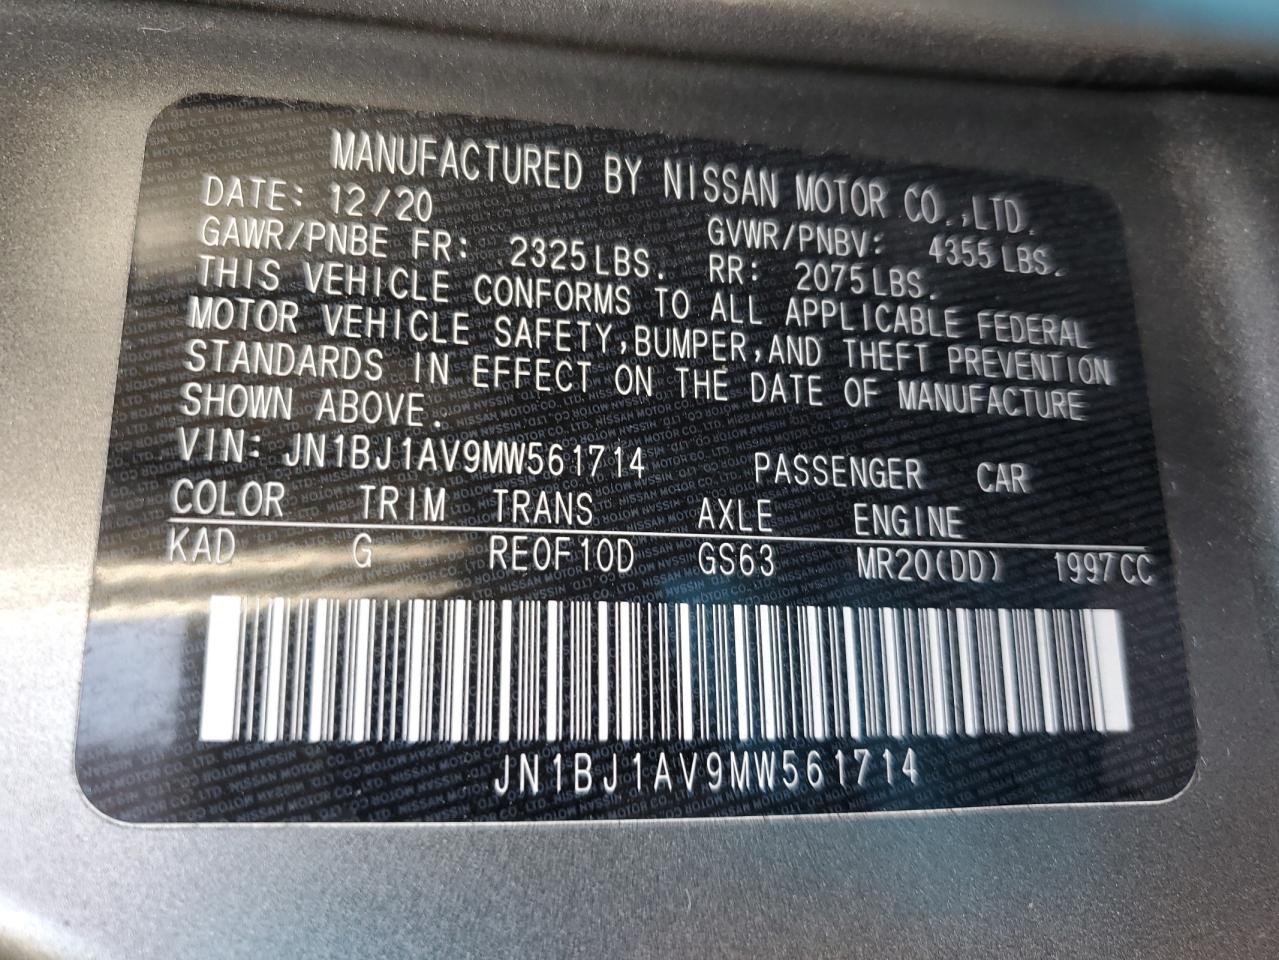 MANUFACTURED BY NISSAN MOTOR CO.,LTD.
DATE: 12/20 GVWR/PNBV: 4355 LBS.
GAWR/PNBE FR: 2325 LBS. RR: 2075 LBS.
THIS VEHICLE CONFORMS TO ALL APPLICABLE FEDERAL
MOTOR VEHICLE SAFETY,BUMPER,AND THEFT PREVENTION
STANDARDS IN EFFECT ON THE DATE OF MANUFACTURE
SHOWN ABOVE.
VIN: JN1BJ1AV9MW561714 PASSENGER CAR
COLOR TRIM TRANS AXLE ENGINE
KAD G RE0F10D GS63 MR20(DD) 1997CC
JN1BJ1AV9MW561714